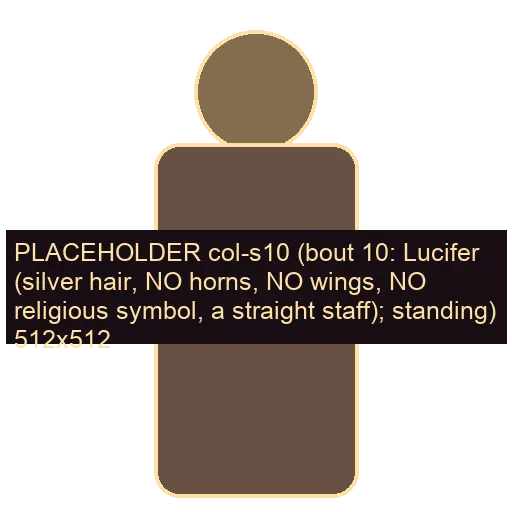 PLACEHOLDER col-s10 (bout 10: Lucifer
(silver hair, NO horns, NO wings, NO
religious symbol, a straight staff); standing)
512x512